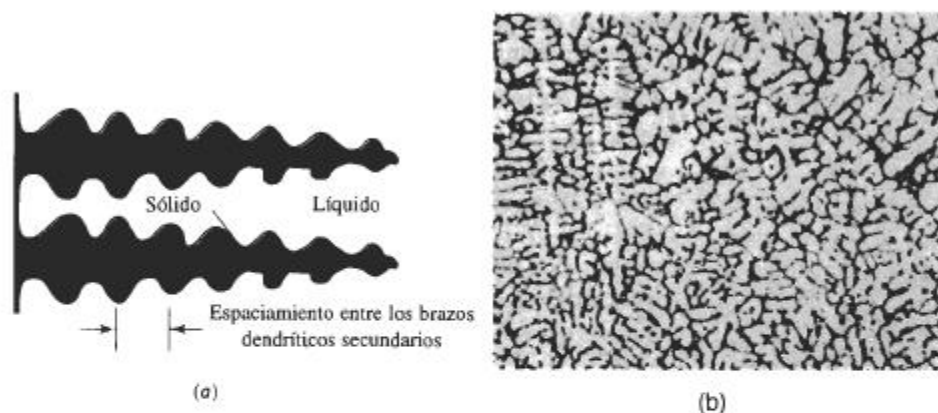 Sólido
Líquido
Espaciamiento entre los brazos
dendríticos secundarios
(a)
(b)